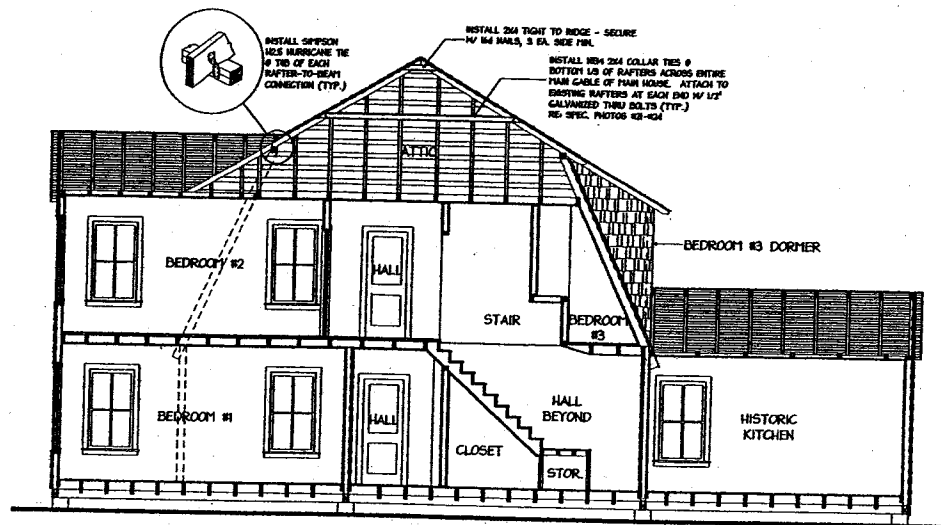 INSTALL SIMPSON
H2.5 HURRICANE TIE
@ TOP OF EACH
RAFTER-TO-BEAM
CONNECTION (TYP.)
INSTALL 2X4 TIGHT TO RIDGE - SECURE
W/ 16d NAILS, 3 EA. SIDE MIN.
INSTALL NEW 2X4 COLLAR TIES @
BOTTOM 1/3 OF RAFTERS ACROSS ENTIRE
MAIN GABLE OF MAIN HOUSE. ATTACH TO
EXISTING RAFTERS AT EACH END W/ 1/2"
GALVANIZED THRU BOLTS (TYP.)
RE: SPEC. PHOTOS #21-#24
ATTIC
BEDROOM #3 DORMER
BEDROOM #2
HALL
STAIR
BEDROOM
#3
BEDROOM #1
HALL
CLOSET
HALL
BEYOND
STOR.
HISTORIC
KITCHEN